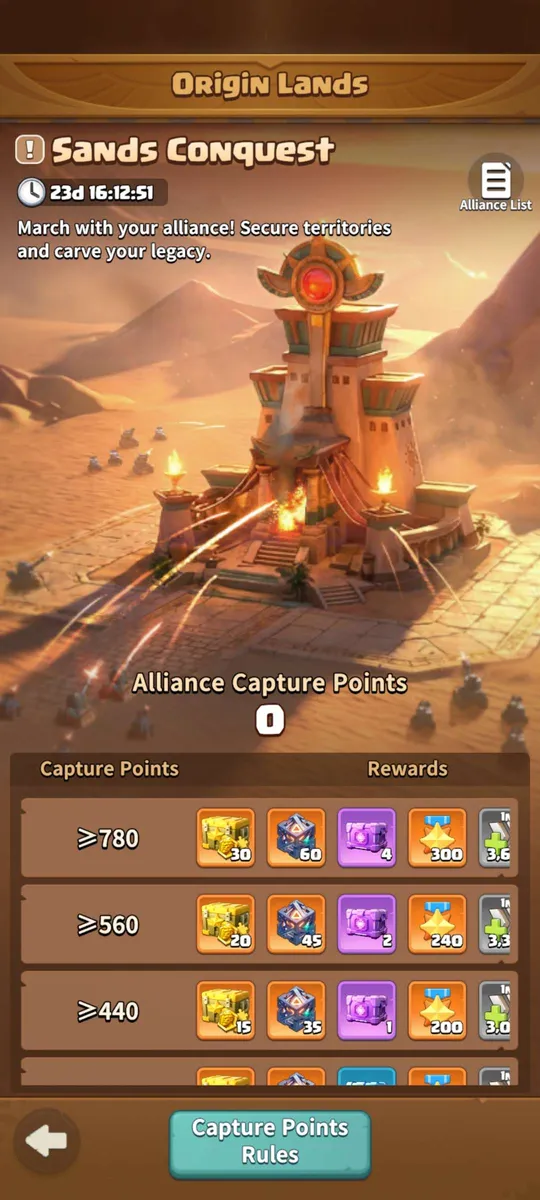 Origin Lands
! Sands Conquest
23d 16:12:51
Alliance List
March with your alliance! Secure territories
and carve your legacy.
Alliance Capture Points
0
Capture Points Rewards
≥780 30 60 4 300
≥560 20 45 2 240
≥440 15 35 1 200
Capture Points
Rules